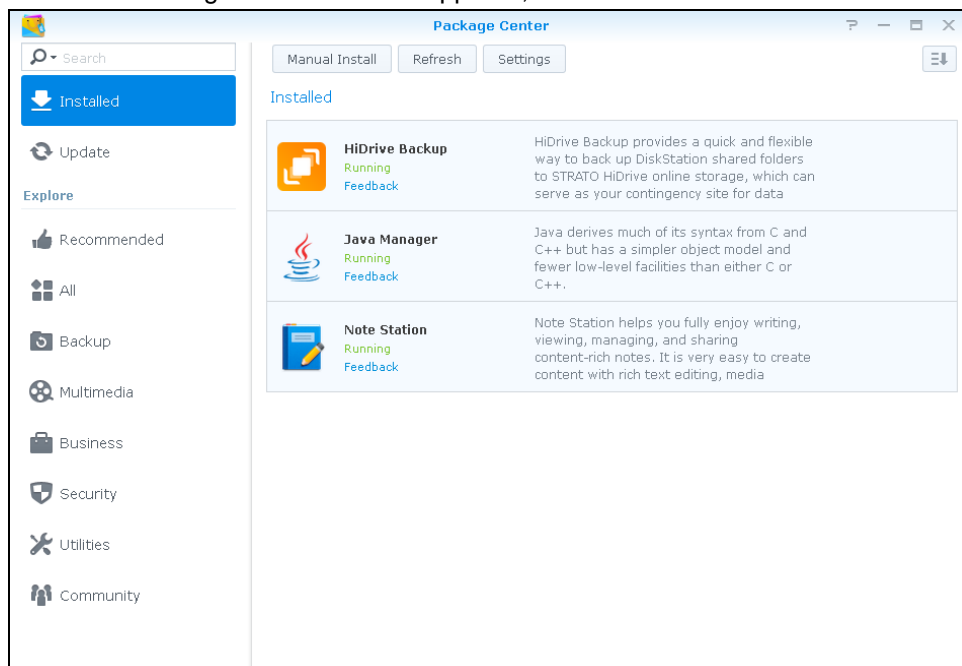 Package Center
Search
Manual Install Refresh Settings
Installed
Installed
HiDrive Backup
Running
Feedback
HiDrive Backup provides a quick and flexible
way to back up DiskStation shared folders
to STRATO HiDrive online storage, which can
serve as your contingency site for data
Update
Explore
Java Manager
Running
Feedback
Java derives much of its syntax from C and
C++ but has a simpler object model and
fewer low-level facilities than either C or
C++.
Recommended
All
Note Station
Running
Feedback
Note Station helps you fully enjoy writing,
viewing, managing, and sharing
content-rich notes. It is very easy to create
content with rich text editing, media
Backup
Multimedia
Business
Security
Utilities
Community